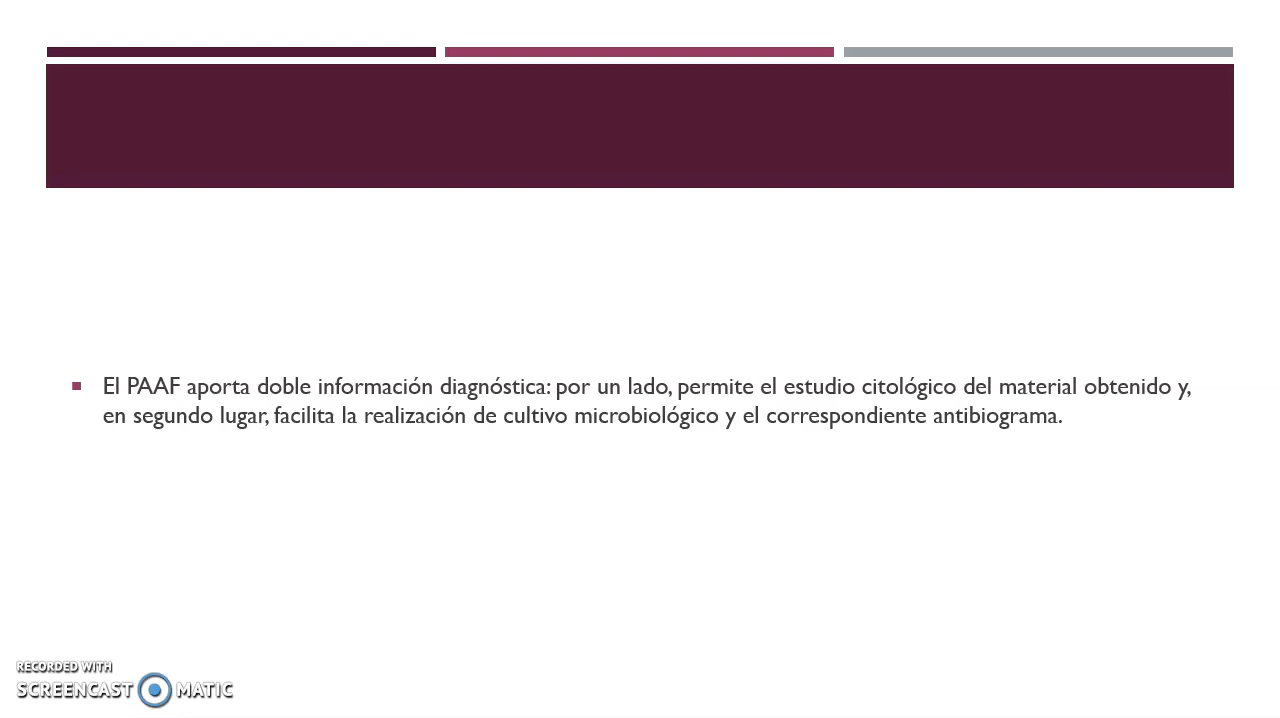 El PAAF aporta doble información diagnóstica: por un lado, permite el estudio citológico del material obtenido y,
en segundo lugar, facilita la realización de cultivo microbiológico y el correspondiente antibiograma.
RECORDED WITH
SCREENCAST MATIC